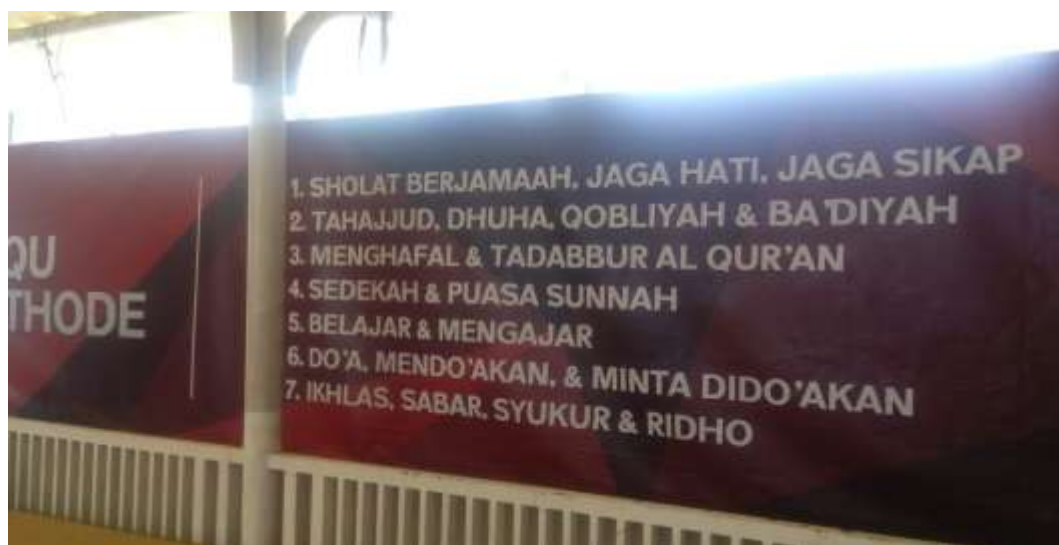 QU
THODE
1. SHOLAT BERJAMAAH, JAGA HATI, JAGA SIKAP
2. TAHAJJUD, DHUHA, QOBLIYAH & BA'DIYAH
3. MENGHAFAL & TADABBUR AL QUR'AN
4. SEDEKAH & PUASA SUNNAH
5. BELAJAR & MENGAJAR
6. DO'A, MENDO'AKAN, & MINTA DIDO'AKAN
7. IKHLAS, SABAR, SYUKUR & RIDHO